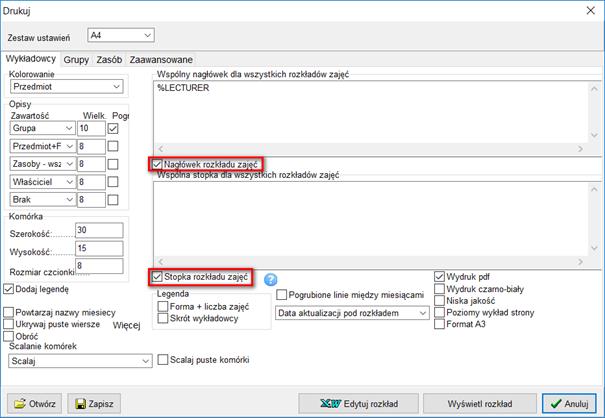 Drukuj
Zestaw ustawień
A4
Wykładowcy Grupy Zasób Zaawansowane
Kolorowanie
Przedmiot
Opisy
Zawartość Wielk. Pogr
Grupa 10
Przedmiot+F 8
Zasoby - wsz 8
Właściciel 8
Brak 8
Komórka
Szerokość:......... 30
Wysokość:......... 15
Rozmiar czcionki...... 8
Dodaj legendę
Powtarzaj nazwy miesięcy
Ukrywaj puste wiersze Więcej
Obróć
Scalanie komórek
Scalaj
Wspólny nagłówek dla wszystkich rozkładów zajęć
%LECTURER
Nagłówek rozkładu zajęć
Wspólna stopka dla wszystkich rozkładów zajęć
Stopka rozkładu zajęć
?
Legenda
Forma + liczba zajęć
Skrót wykładowcy
Scalaj puste komórki
Pogrubione linie między miesiącami
Data aktualizacji pod rozkładem
Wydruk pdf
Wydruk czarno-biały
Niska jakość
Poziomy wykład strony
Format A3
Otwórz
Zapisz
XW Edytuj rozkład
Wyświetl rozkład
Anuluj